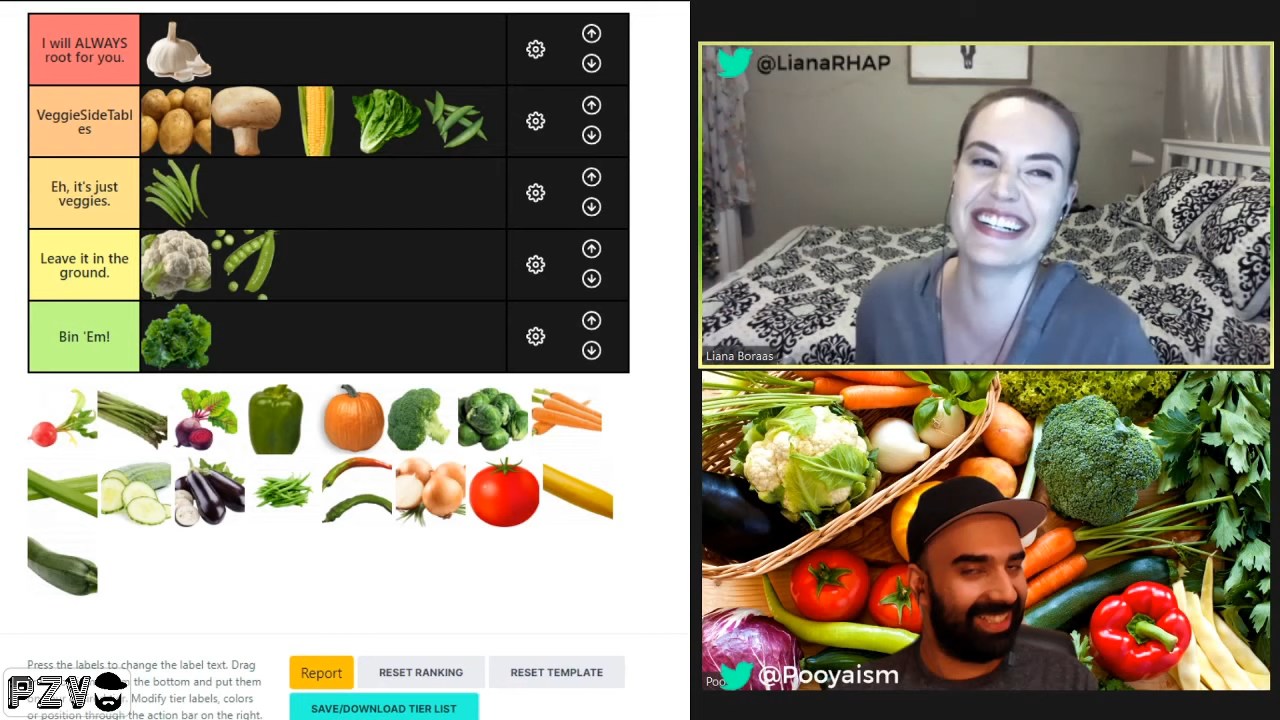 I will ALWAYS
root for you.
VeggieSideTabl
es
Eh, it's just
veggies.
Leave it in the
ground.
Bin 'Em!
Press the labels to change the label text. Drag
the bottom and put them
Modify tier labels, colors
or position through the action bar on the right.
Report
RESET RANKING
RESET TEMPLATE
SAVE/DOWNLOAD TIER LIST
PZV
@LianaRHAP
Liana Boraas
@Pooyaism